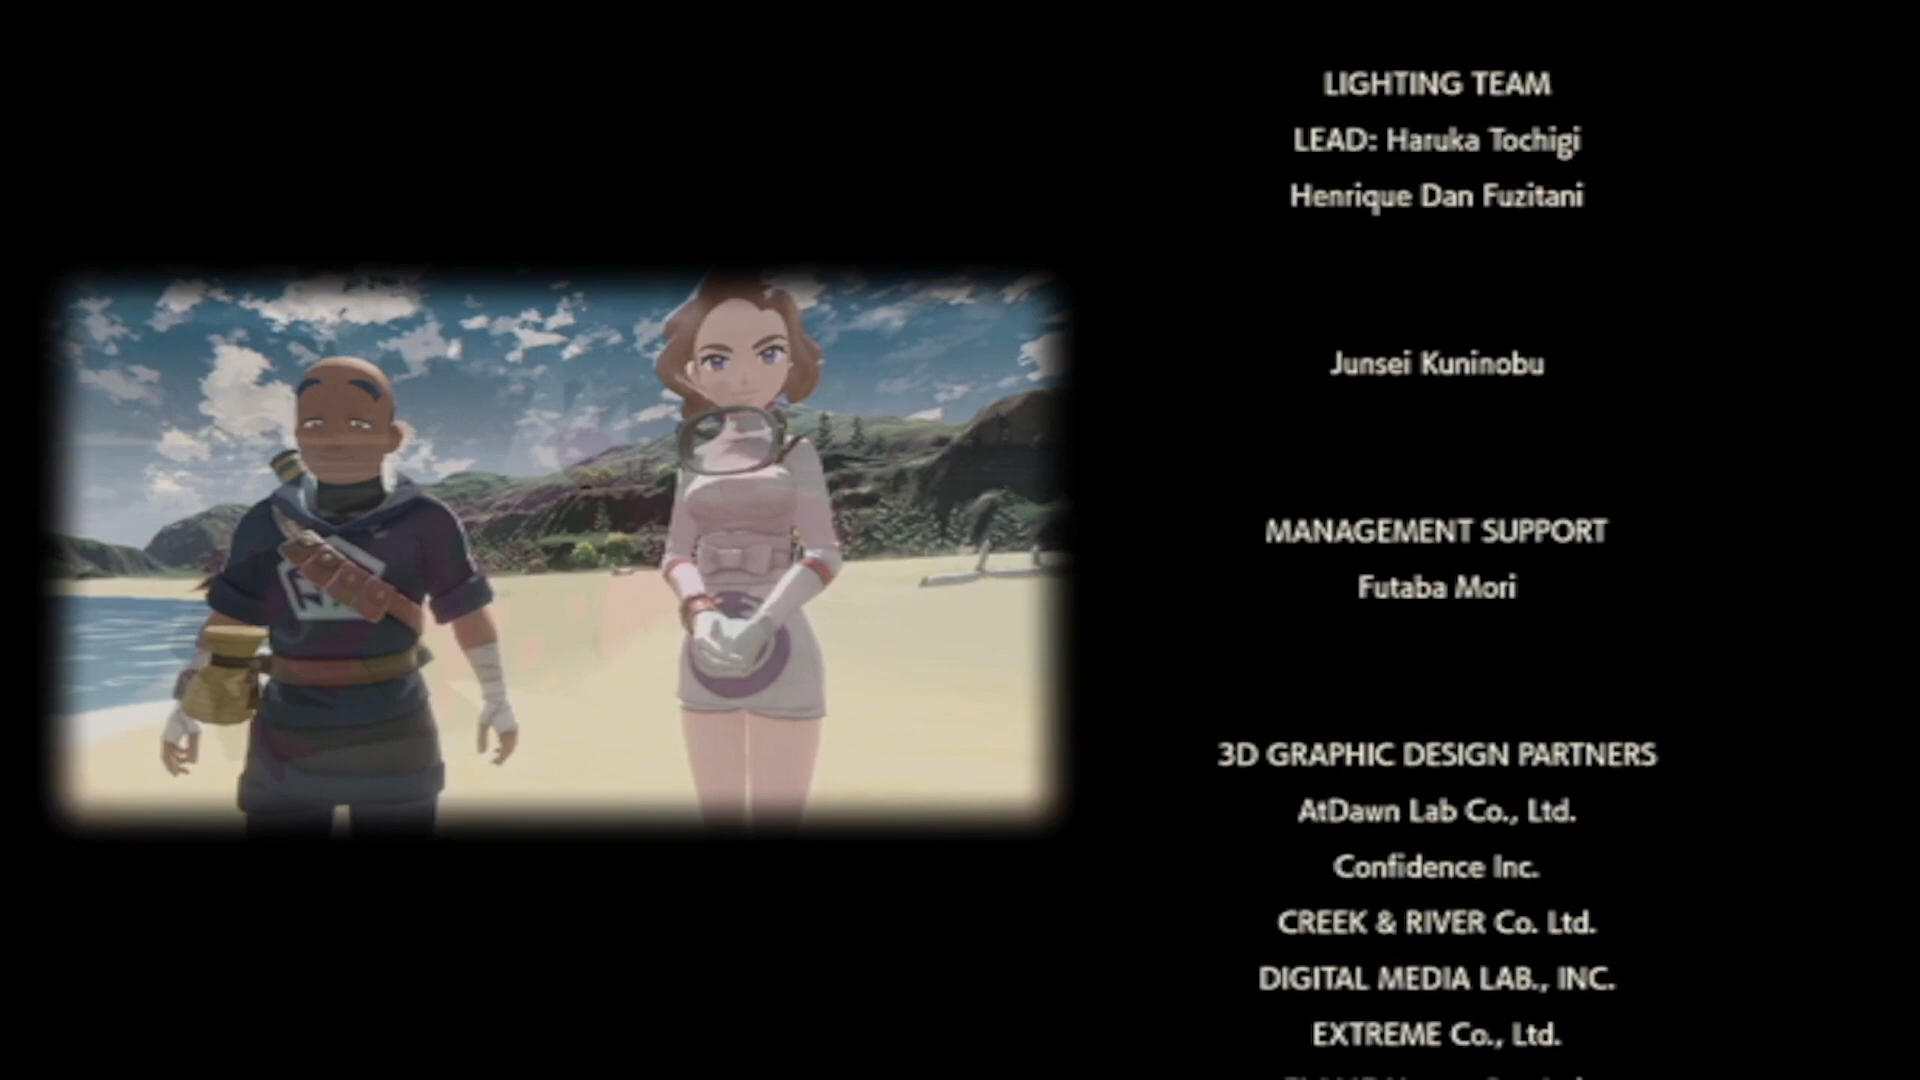 LIGHTING TEAM
LEAD: Haruka Tochigi
Henrique Dan Fuzitani
Junsei Kuninobu
MANAGEMENT SUPPORT
Futaba Mori
3D GRAPHIC DESIGN PARTNERS
AtDawn Lab Co., Ltd.
Confidence Inc.
CREEK & RIVER Co. Ltd.
DIGITAL MEDIA LAB., INC.
EXTREME Co., Ltd.